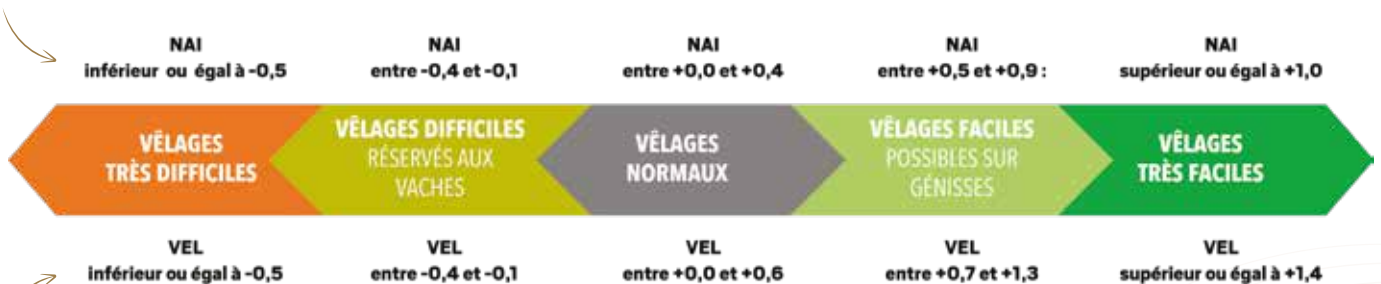 NAI
inférieur ou égal à -0,5
NAI
entre -0,4 et -0,1
NAI
entre +0,0 et +0,4
NAI
entre +0,5 et +0,9 :
NAI
supérieur ou égal à +1,0
VÊLAGES
TRÈS DIFFICILES
VÊLAGES DIFFICILES
RÉSERVÉS AUX
VACHES
VÊLAGES
NORMAUX
VÊLAGES FACILES
POSSIBLES SUR
GÉNISSES
VÊLAGES
TRÈS FACILES
VEL
inférieur ou égal à -0,5
VEL
entre -0,4 et -0,1
VEL
entre +0,0 et +0,6
VEL
entre +0,7 et +1,3
VEL
supérieur ou égal à +1,4